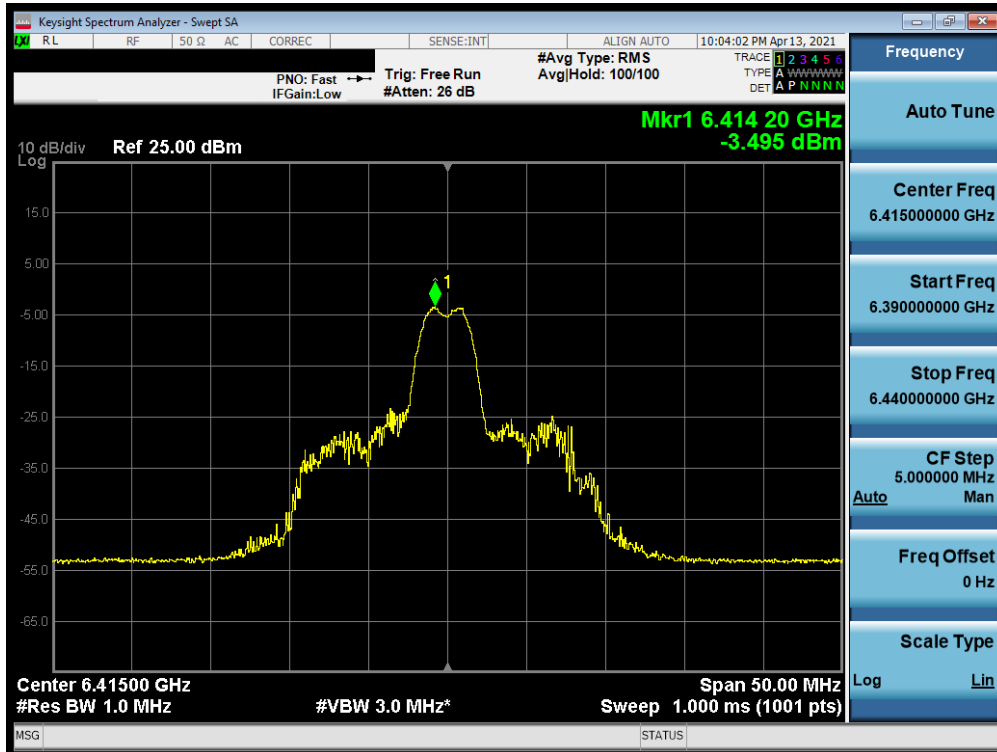 Keysight Spectrum Analyzer - Swept SA
LXI RL RF 50 Ω AC CORREC SENSE:INT ALIGN AUTO 10:04:02 PM Apr 13, 2021
PNO: Fast Trig: Free Run #Avg Type: RMS TRACE 1 2 3 4 5 6
IFGain:Low #Atten: 26 dB Avg|Hold: 100/100 TYPE A WWWWW
DET A P N N N N
Mkr1 6.414 20 GHz
-3.495 dBm
10 dB/div Ref 25.00 dBm
Log
15.0
5.00
1
-5.00
-15.0
-25.0
-35.0
-45.0
-55.0
-65.0
Center 6.41500 GHz Span 50.00 MHz
#Res BW 1.0 MHz #VBW 3.0 MHz* Sweep 1.000 ms (1001 pts)
MSG STATUS
Frequency
Auto Tune
Center Freq
6.415000000 GHz
Start Freq
6.390000000 GHz
Stop Freq
6.440000000 GHz
CF Step
5.000000 MHz
Auto Man
Freq Offset
0 Hz
Scale Type
Log Lin